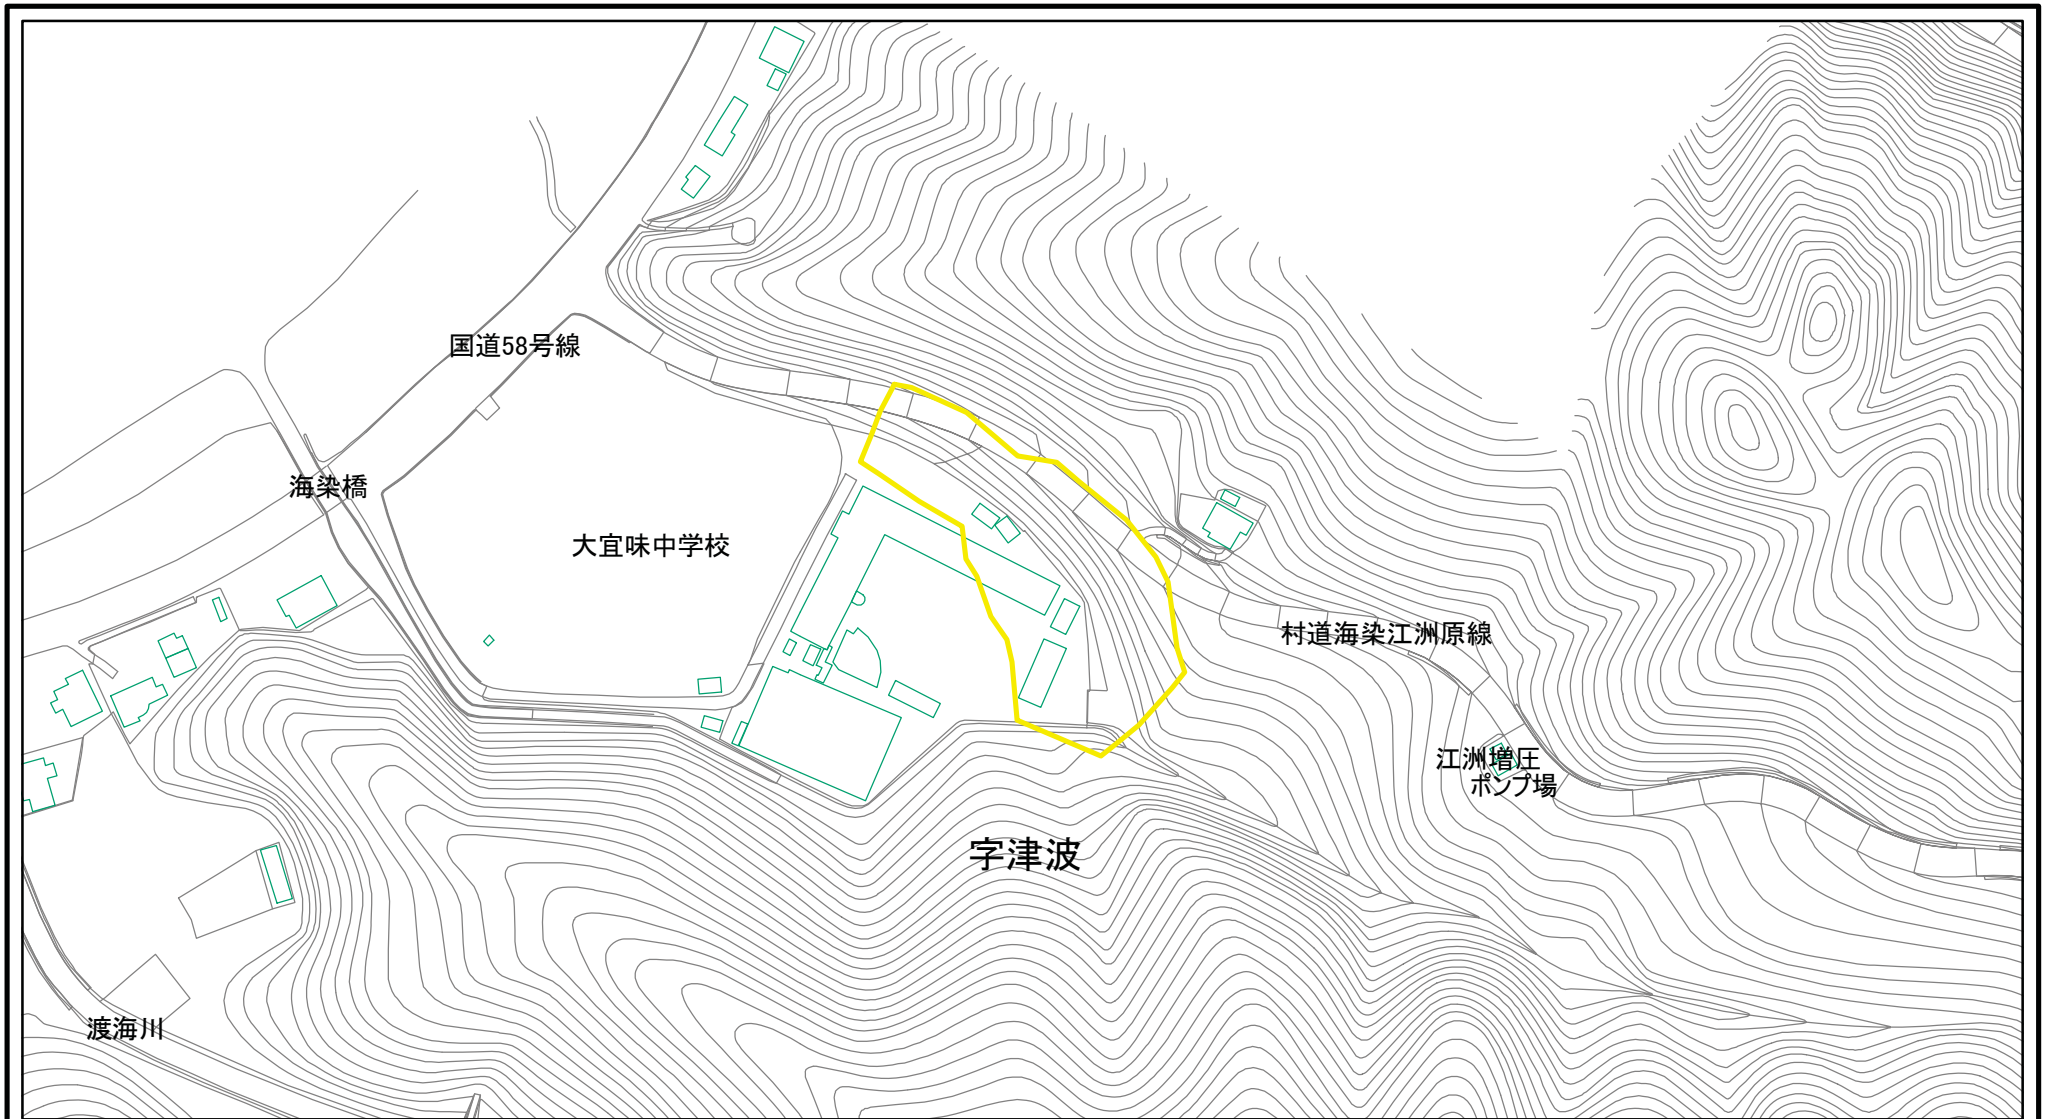 国道58号線
海染橋
大宜味中学校
村道海染江洲原線
江洲増圧
ポンプ場
字津波
渡海川